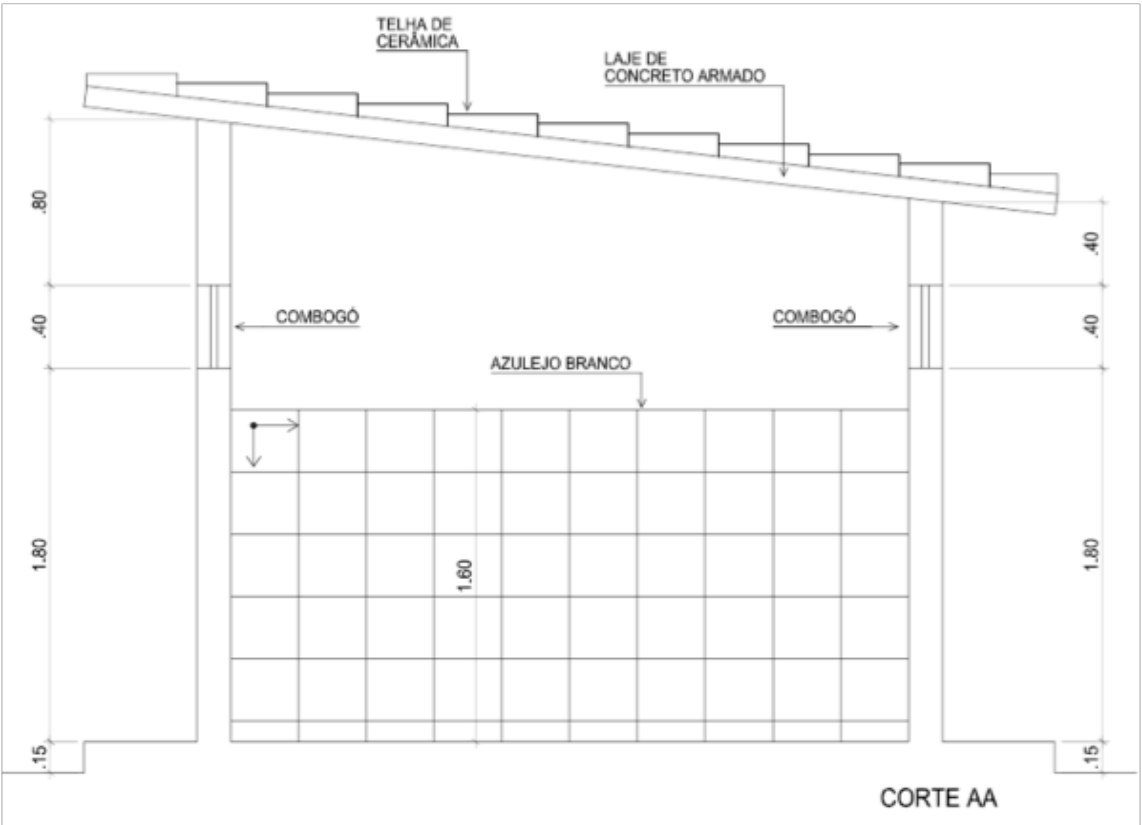 TELHA DE
CERÂMICA
LAJE DE
CONCRETO ARMADO
.80
.40
.40
COMBOGÓ
COMBOGÓ
.40
AZULEJO BRANCO
1.80
1.60
1.80
.15
.15
CORTE AA